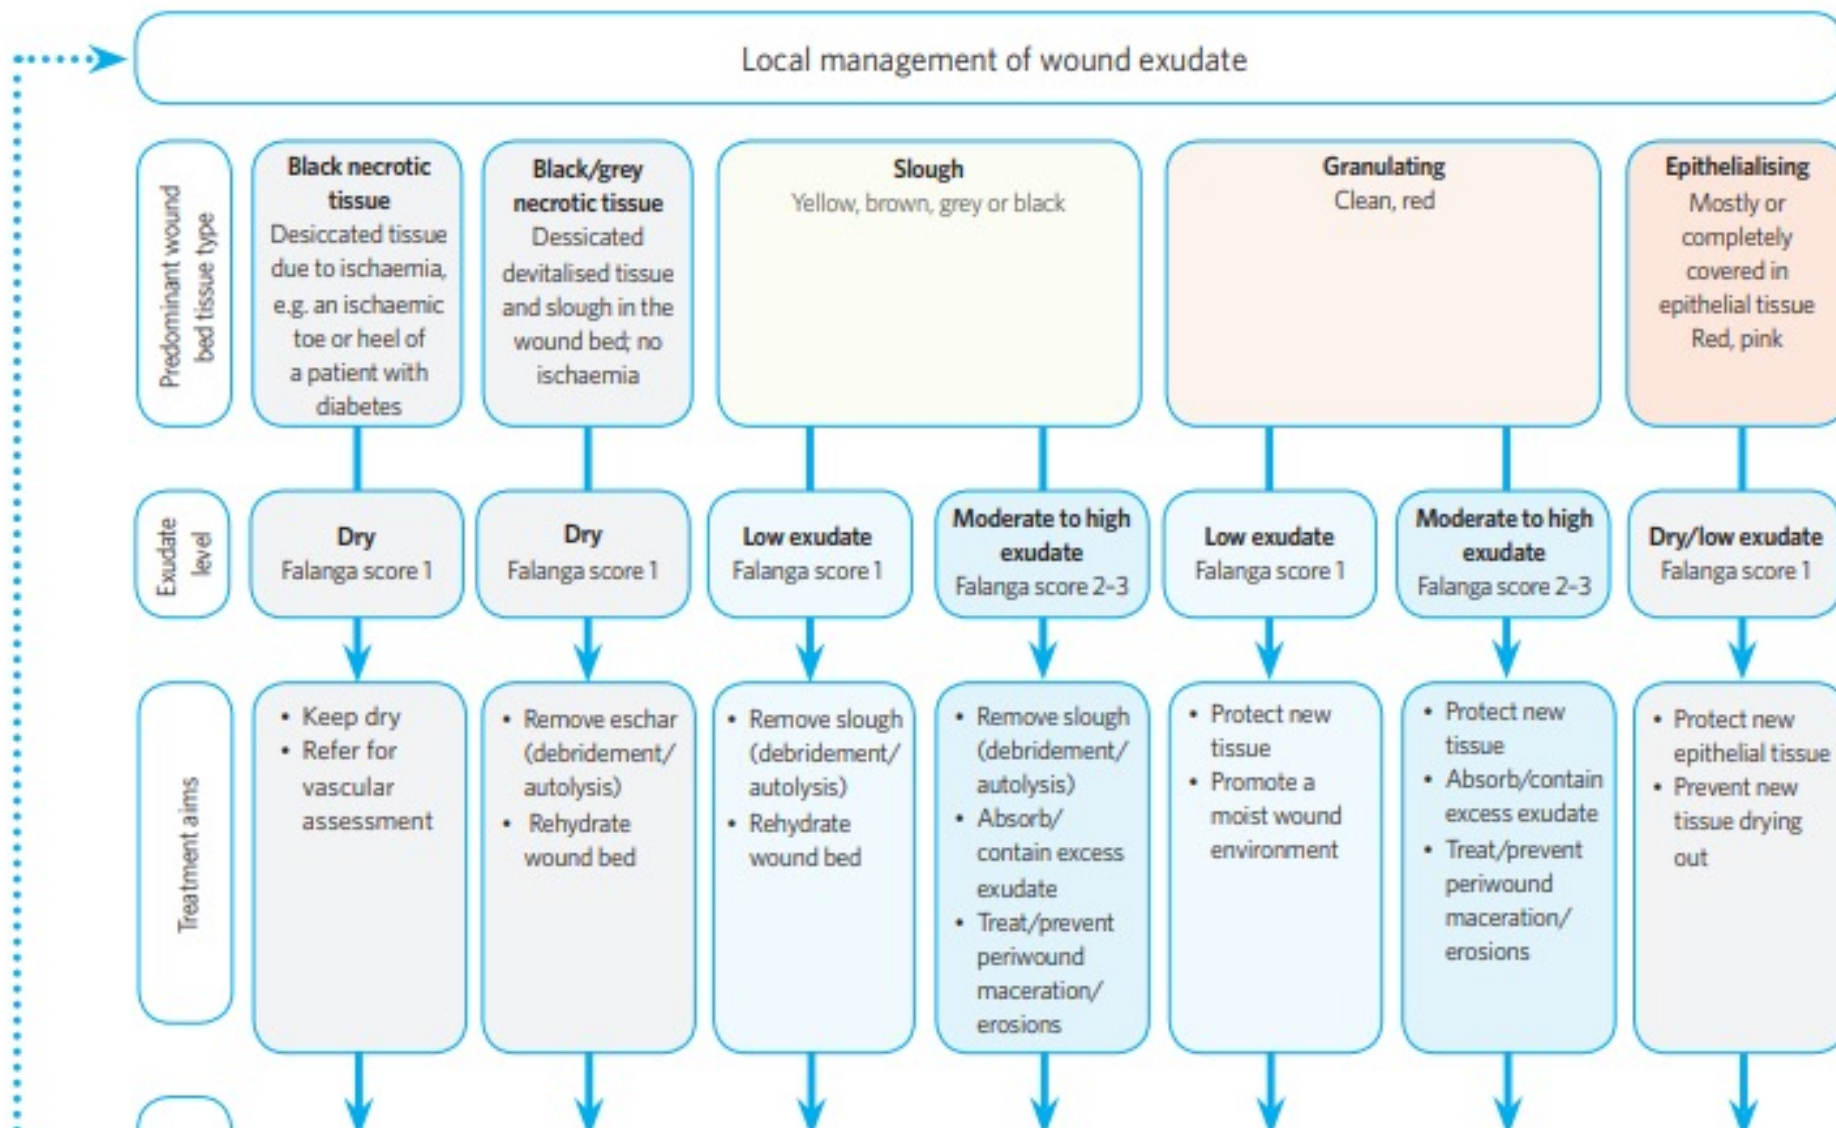 Local management of wound exudate
Predominant wound
bed tissue type
Black necrotic
tissue
Desiccated tissue
due to ischaemia,
e.g. an ischaemic
toe or heel of
a patient with
diabetes
Black/grey
necrotic tissue
Dessicated
devitalised tissue
and slough in the
wound bed; no
ischaemia
Slough
Yellow, brown, grey or black
Granulating
Clean, red
Epithelialising
Mostly or
completely
covered in
epithelial tissue
Red, pink
Exudate
level
Dry
Falanga score 1
Dry
Falanga score 1
Low exudate
Falanga score 1
Moderate to high
exudate
Falanga score 2–3
Low exudate
Falanga score 1
Moderate to high
exudate
Falanga score 2–3
Dry/low exudate
Falanga score 1
Treatment aims
• Keep dry
• Refer for
vascular
assessment
• Remove eschar
(debridement/
autolysis)
• Rehydrate
wound bed
• Remove slough
(debridement/
autolysis)
• Rehydrate
wound bed
• Remove slough
(debridement/
autolysis)
• Absorb/
contain excess
exudate
• Treat/prevent
periwound
maceration/
erosions
• Protect new
tissue
• Promote a
moist wound
environment
• Protect new
tissue
• Absorb/contain
excess exudate
• Treat/prevent
periwound
maceration/
erosions
• Protect new
epithelial tissue
• Prevent new
tissue drying
out